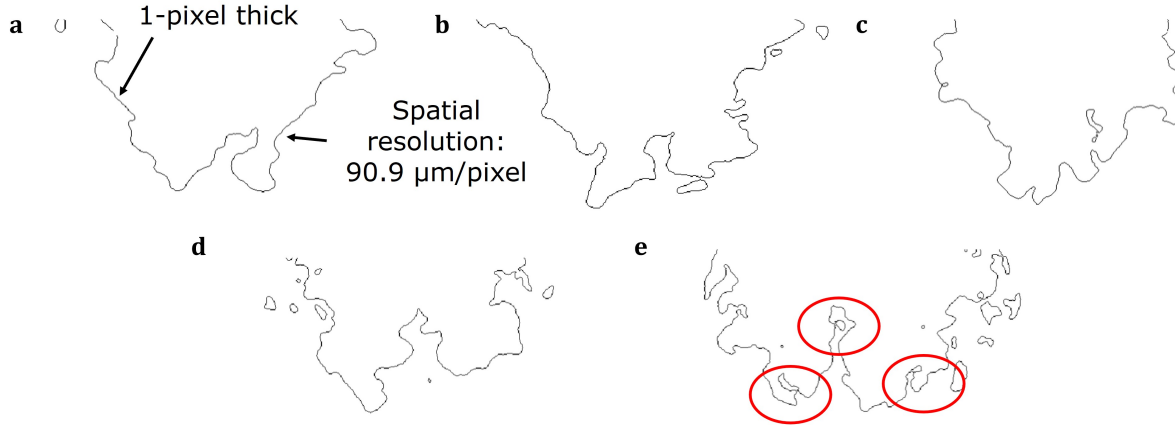 a
1-pixel thick
b
c
Spatial
resolution:
90.9 µm/pixel
d
e